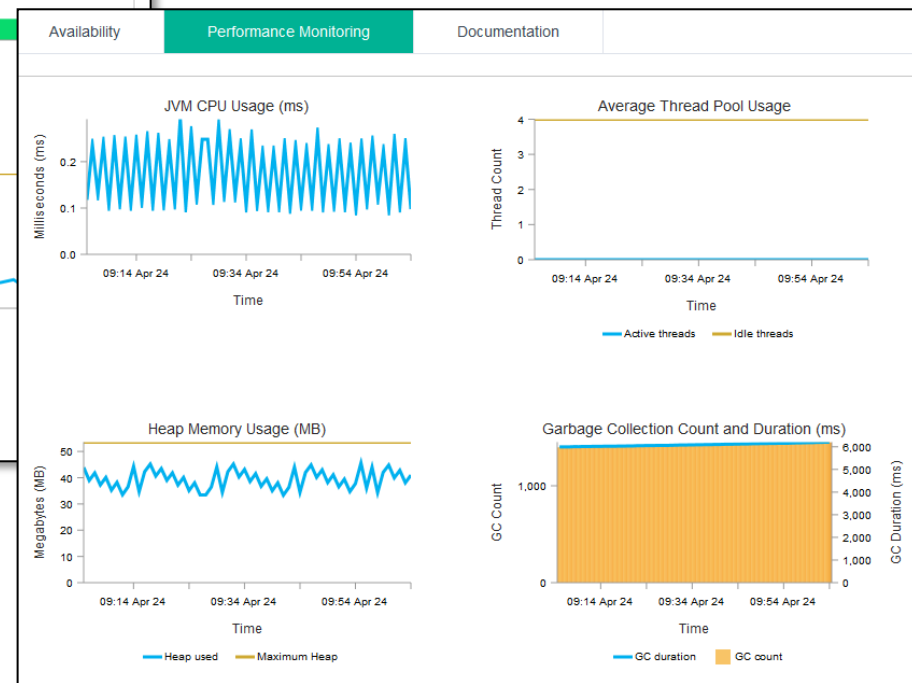 Availability
Performance Monitoring
Documentation
JVM CPU Usage (ms)
Milliseconds (ms)
0.2
0.1
0.0
09:14 Apr 24
09:34 Apr 24
09:54 Apr 24
Time
Average Thread Pool Usage
Thread Count
4
3
2
1
0
09:14 Apr 24
09:34 Apr 24
09:54 Apr 24
Time
Active threads
Idle threads
Heap Memory Usage (MB)
Megabytes (MB)
50
40
30
20
10
0
09:14 Apr 24
09:34 Apr 24
09:54 Apr 24
Time
Heap used
Maximum Heap
Garbage Collection Count and Duration (ms)
GC Count
1,000
0
6,000
5,000
4,000
3,000
2,000
1,000
0
GC Duration (ms)
09:14 Apr 24
09:34 Apr 24
09:54 Apr 24
Time
GC duration
GC count